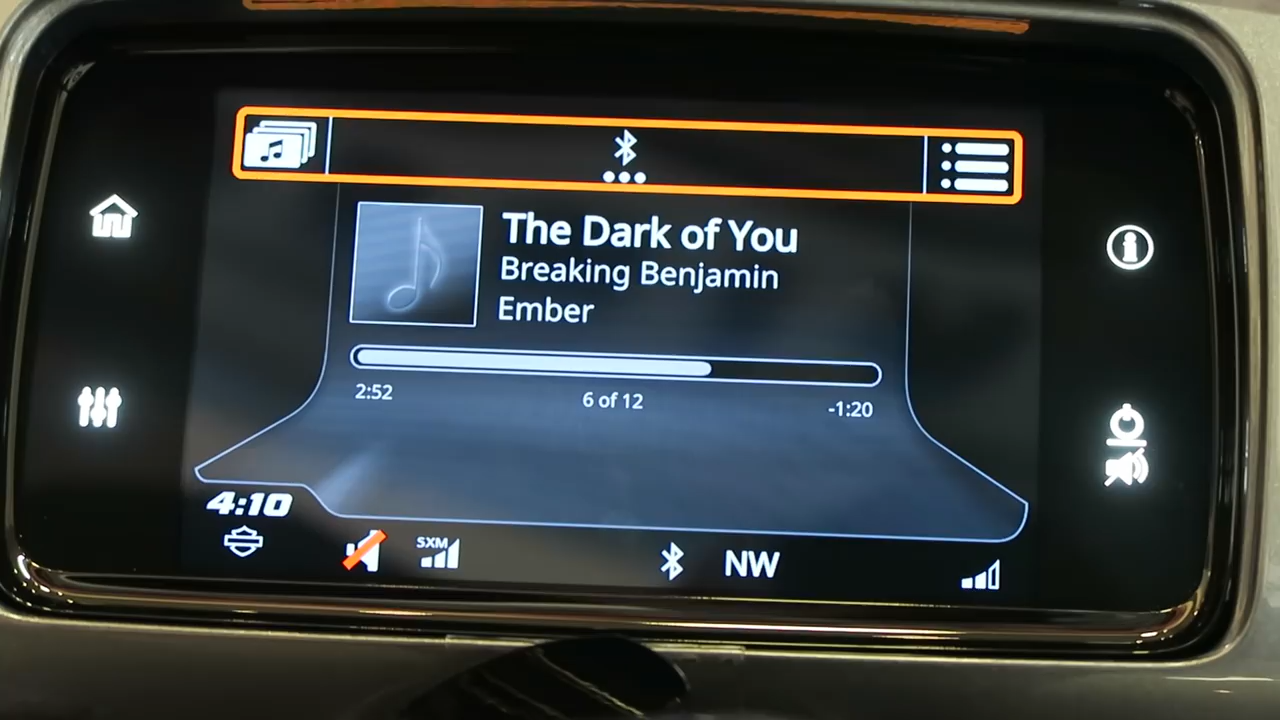 The Dark of You
Breaking Benjamin
Ember
2:52
6 of 12
-1:20
4:10
SXM
NW